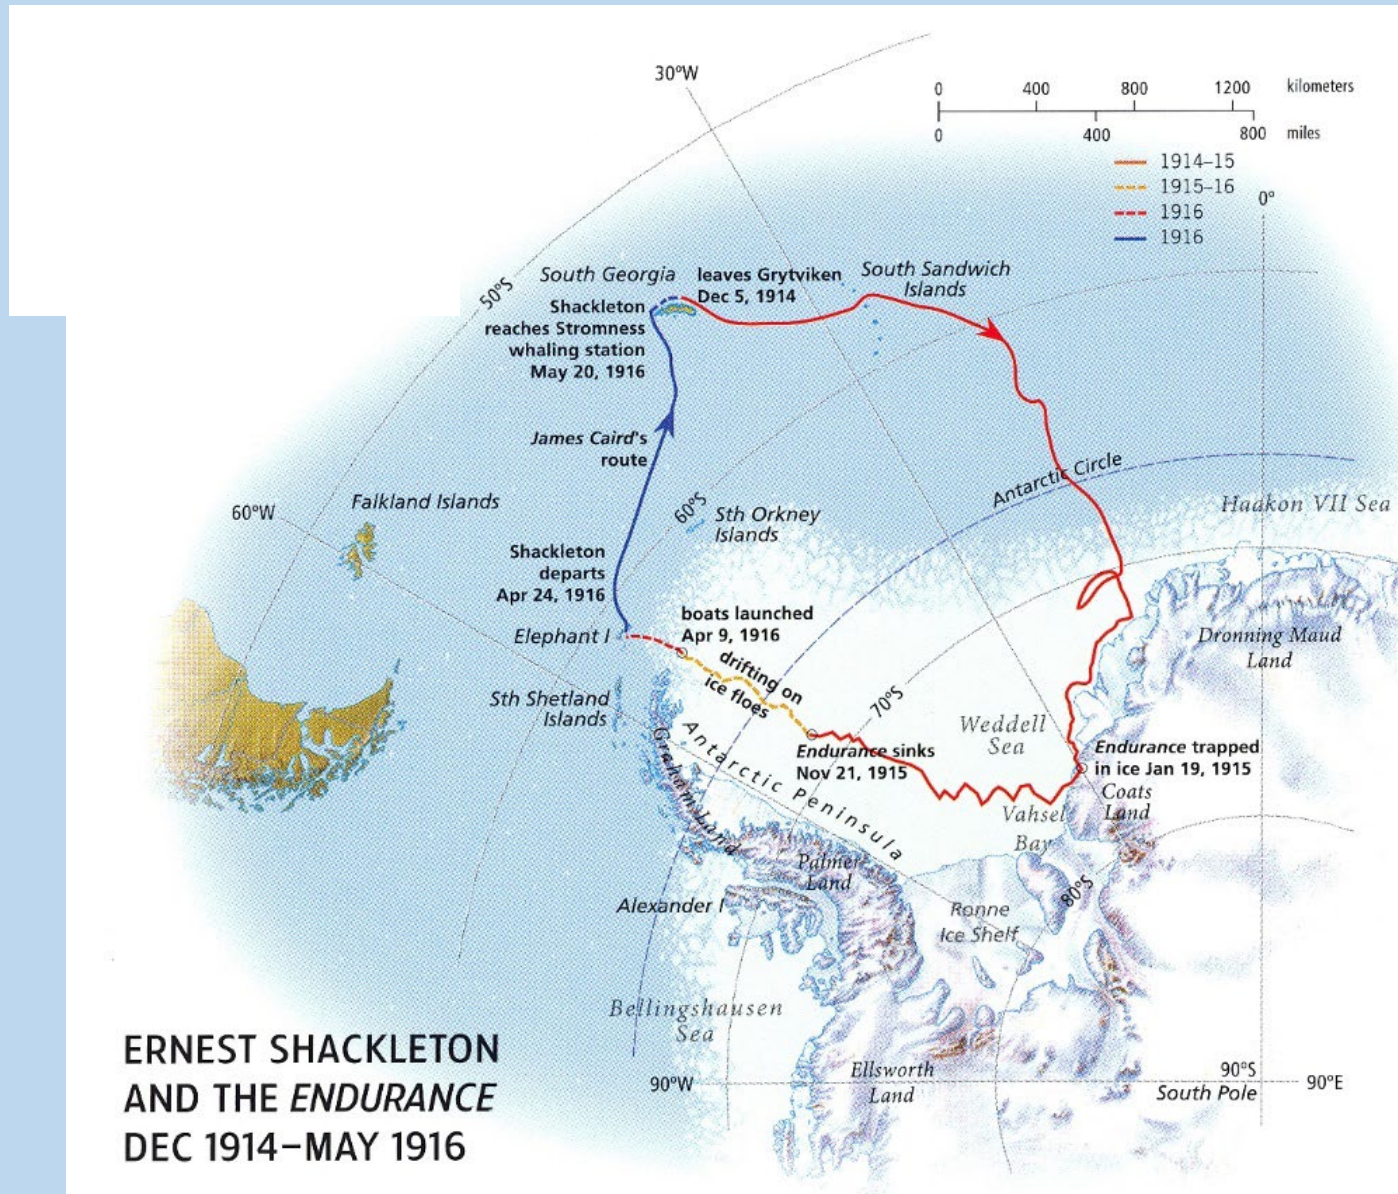 30°W
0 400 800 1200 kilometers
0 400 800 miles
1914–15
1915–16
1916
1916
0°
50°S
South Georgia
leaves Grytviken
Dec 5, 1914
South Sandwich
Islands
Shackleton
reaches Stromness
whaling station
May 20, 1916
James Caird's
route
Antarctic Circle
60°W
Falkland Islands
60°S
Sth Orkney
Islands
Haakon VII Sea
Shackleton
departs
Apr 24, 1916
Elephant I
boats launched
Apr 9, 1916
drifting on
ice floes
Dronning Maud
Land
Sth Shetland
Islands
70°S
Weddell
Sea
Endurance sinks
Nov 21, 1915
Endurance trapped
in ice Jan 19, 1915
Coats
Land
Vahsel
Bay
Graham Land
Antarctic Peninsula
Palmer
Land
80°S
Alexander I
Ronne
Ice Shelf
Bellingshausen
Sea
Ellsworth
Land
90°W
90°S
South Pole
90°E
ERNEST SHACKLETON
AND THE ENDURANCE
DEC 1914–MAY 1916